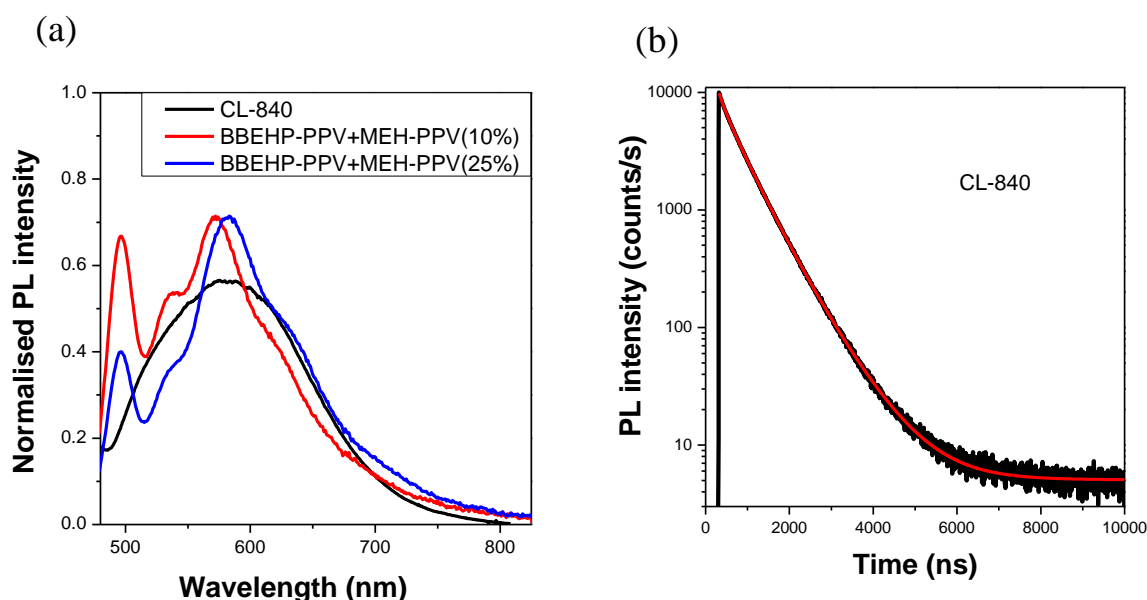 (a)
Normalised PL intensity
1.0
0.8
0.6
0.4
0.2
0.0
CL-840
BBEHP-PPV+MEH-PPV(10%)
BBEHP-PPV+MEH-PPV(25%)
500 600 700 800
Wavelength (nm)
(b)
PL intensity (counts/s)
10000
1000
100
10
CL-840
0 2000 4000 6000 8000 10000
Time (ns)